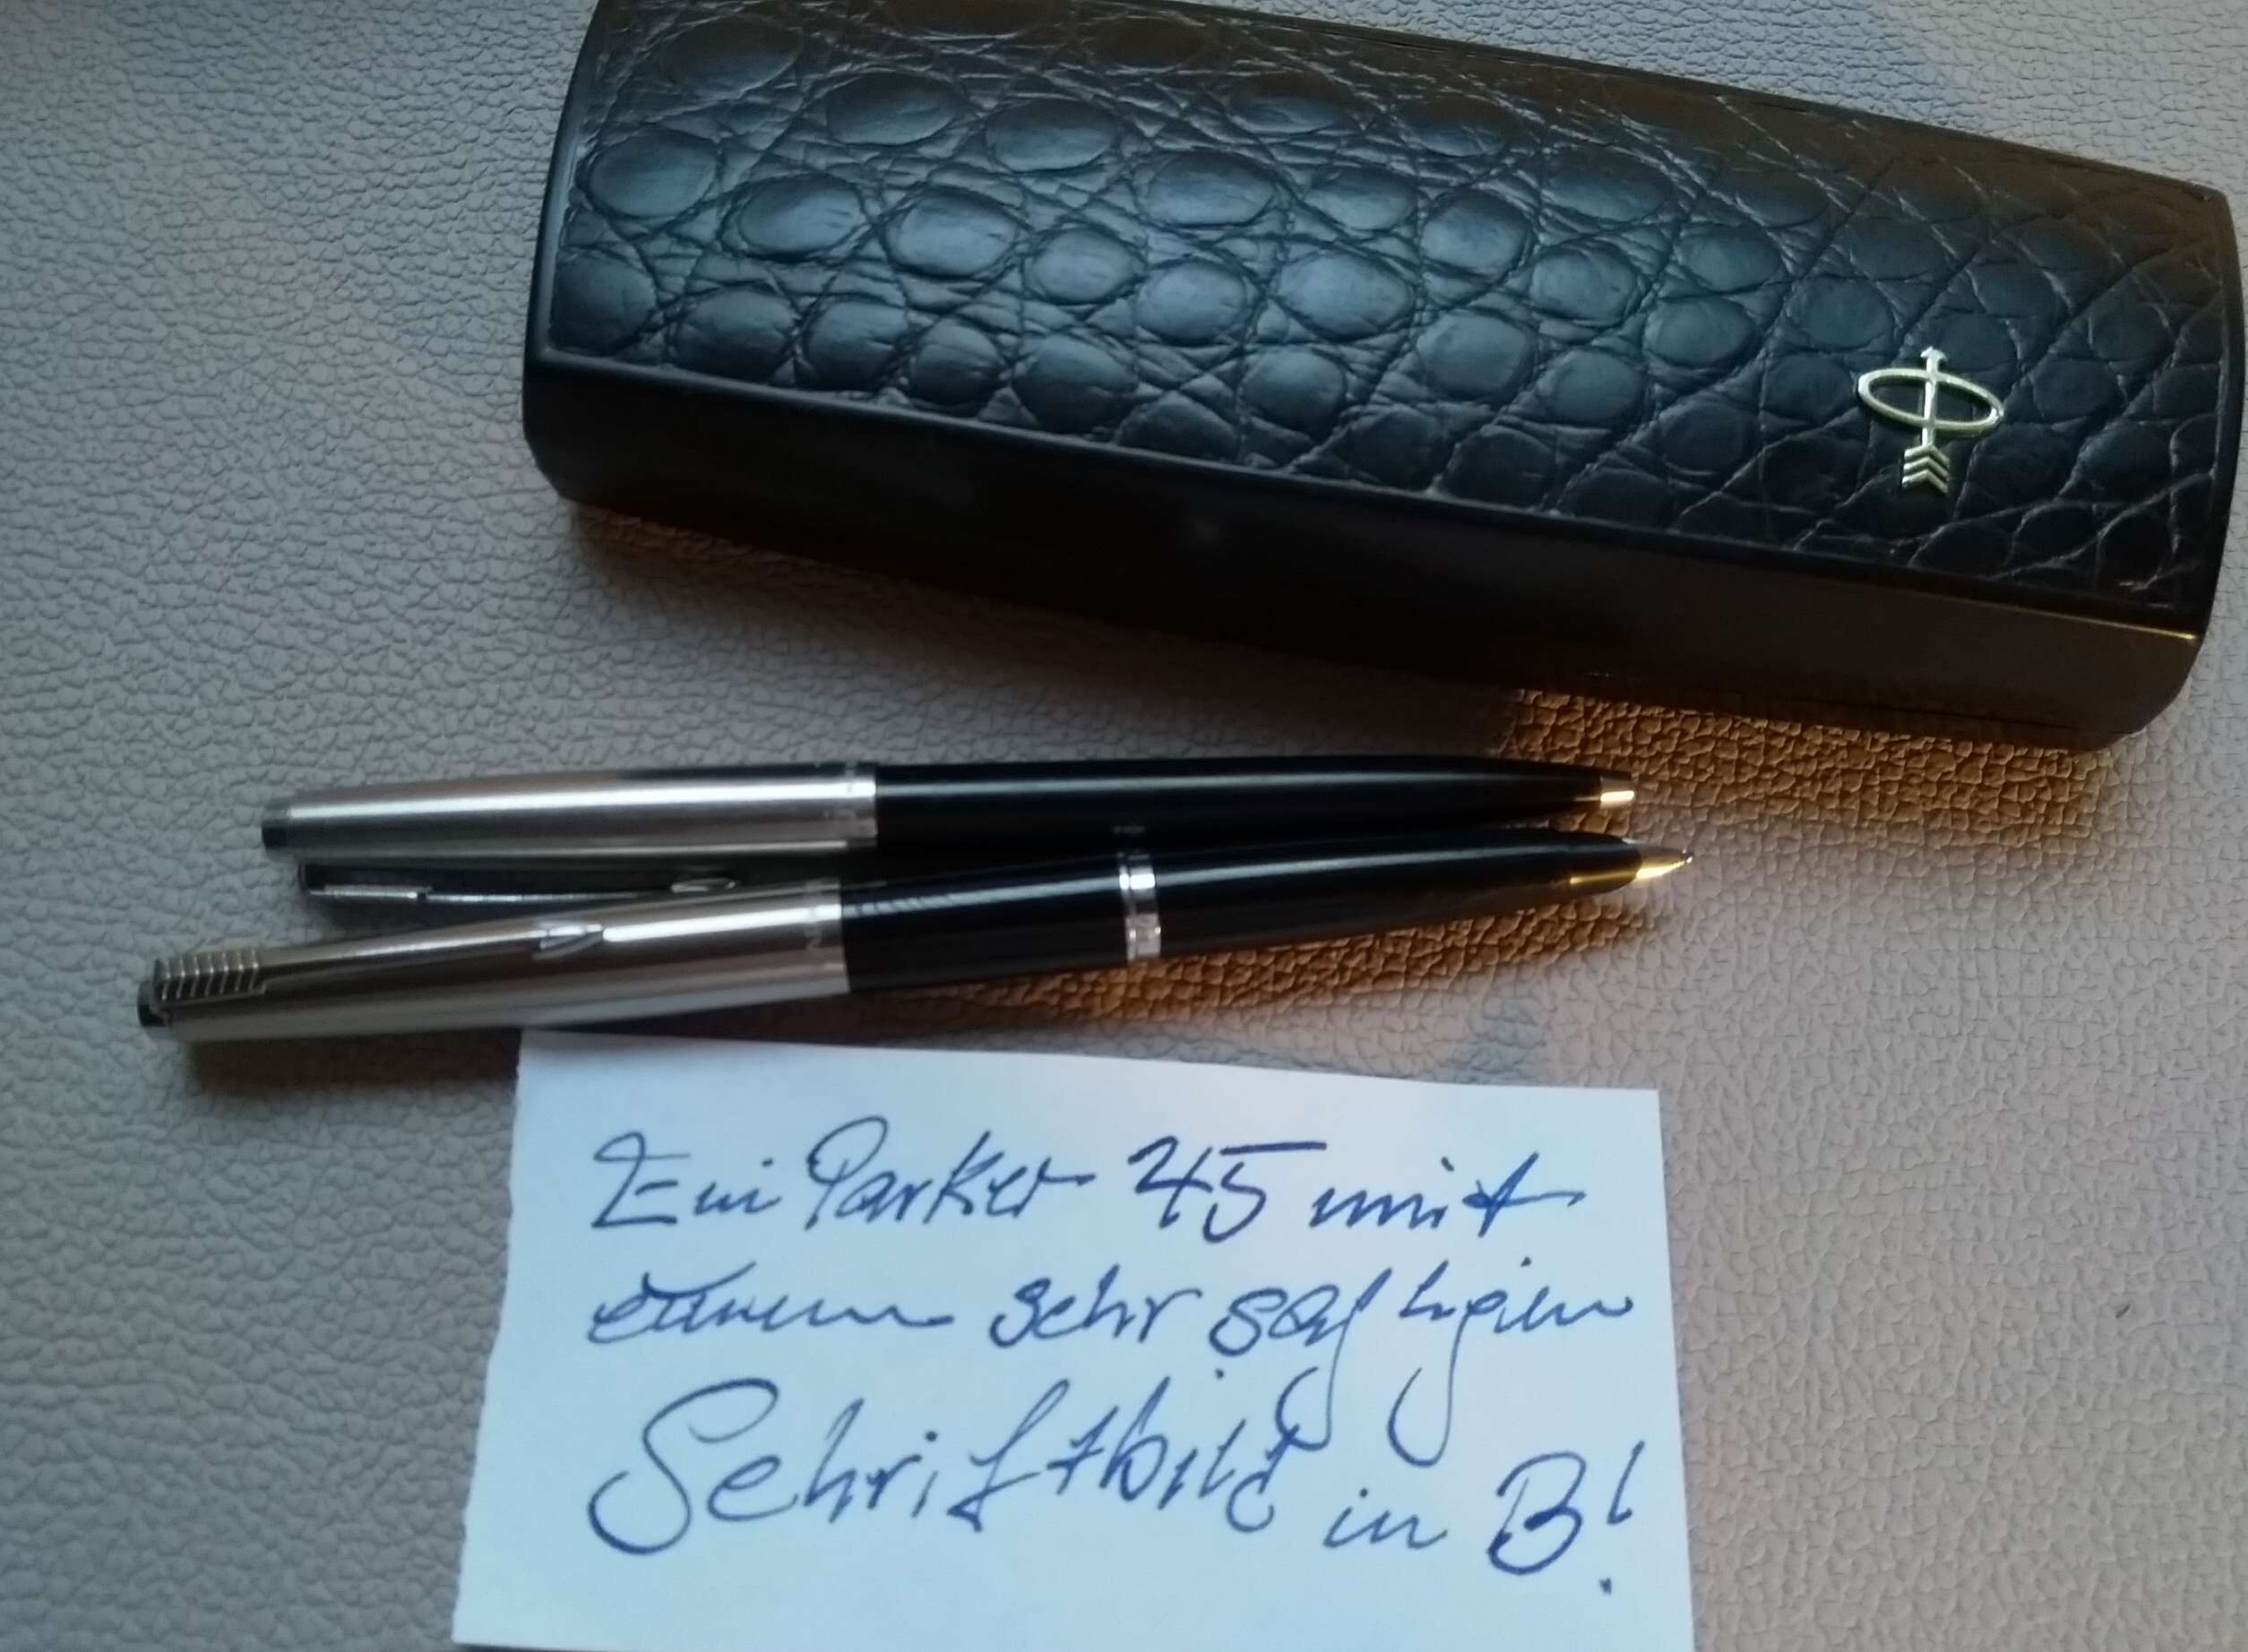 Ein Parker 45 mit
einem sehr saftigen
Schriftbild in B!